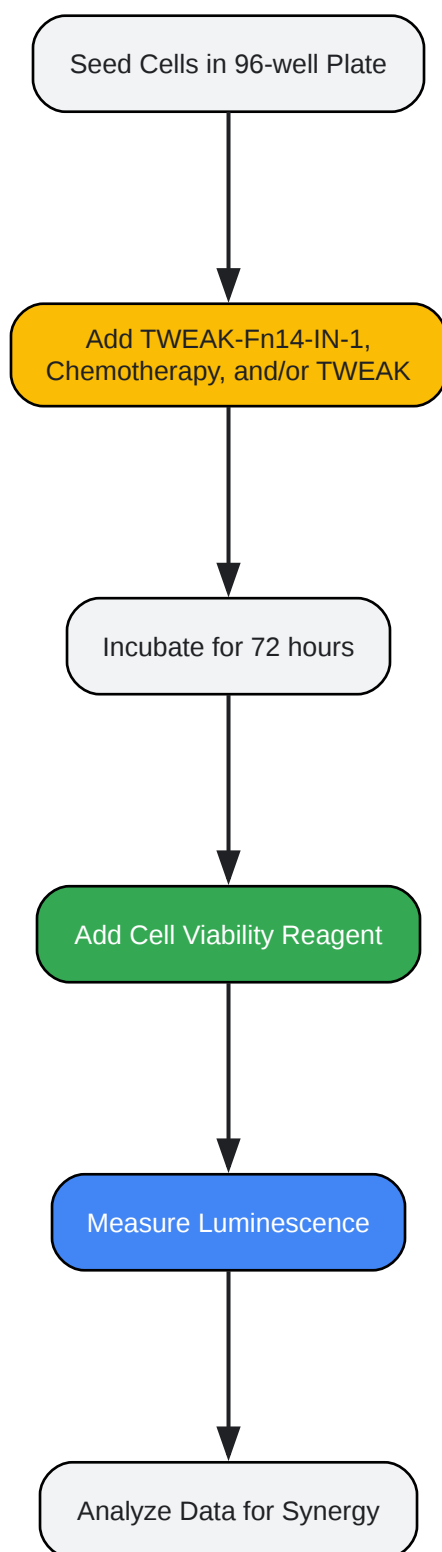 Seed Cells in 96-well Plate
Add TWEAK-Fn14-IN-1,
Chemotherapy, and/or TWEAK
Incubate for 72 hours
Add Cell Viability Reagent
Measure Luminescence
Analyze Data for Synergy